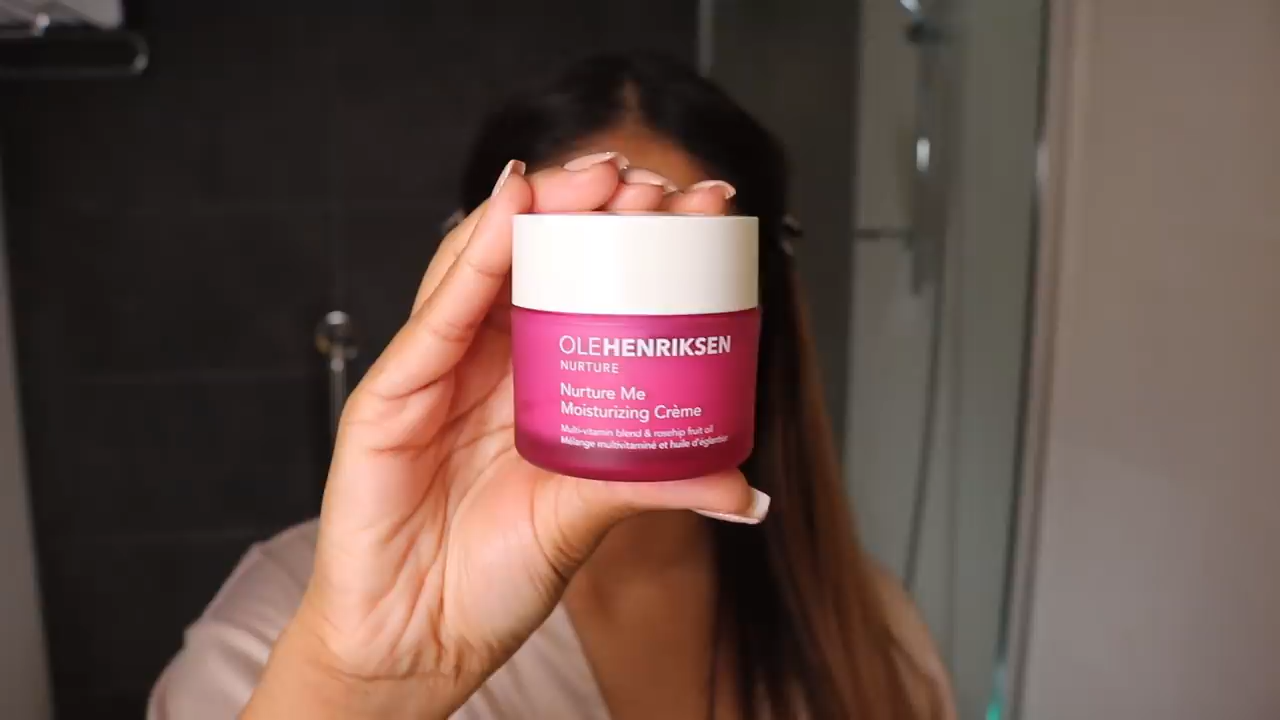 OLEHENRIKSEN
NURTURE
Nurture Me
Moisturizing Crème
Multi-vitamin blend & rosehip fruit oil
Mélange multivitaminé et huile d'églantier